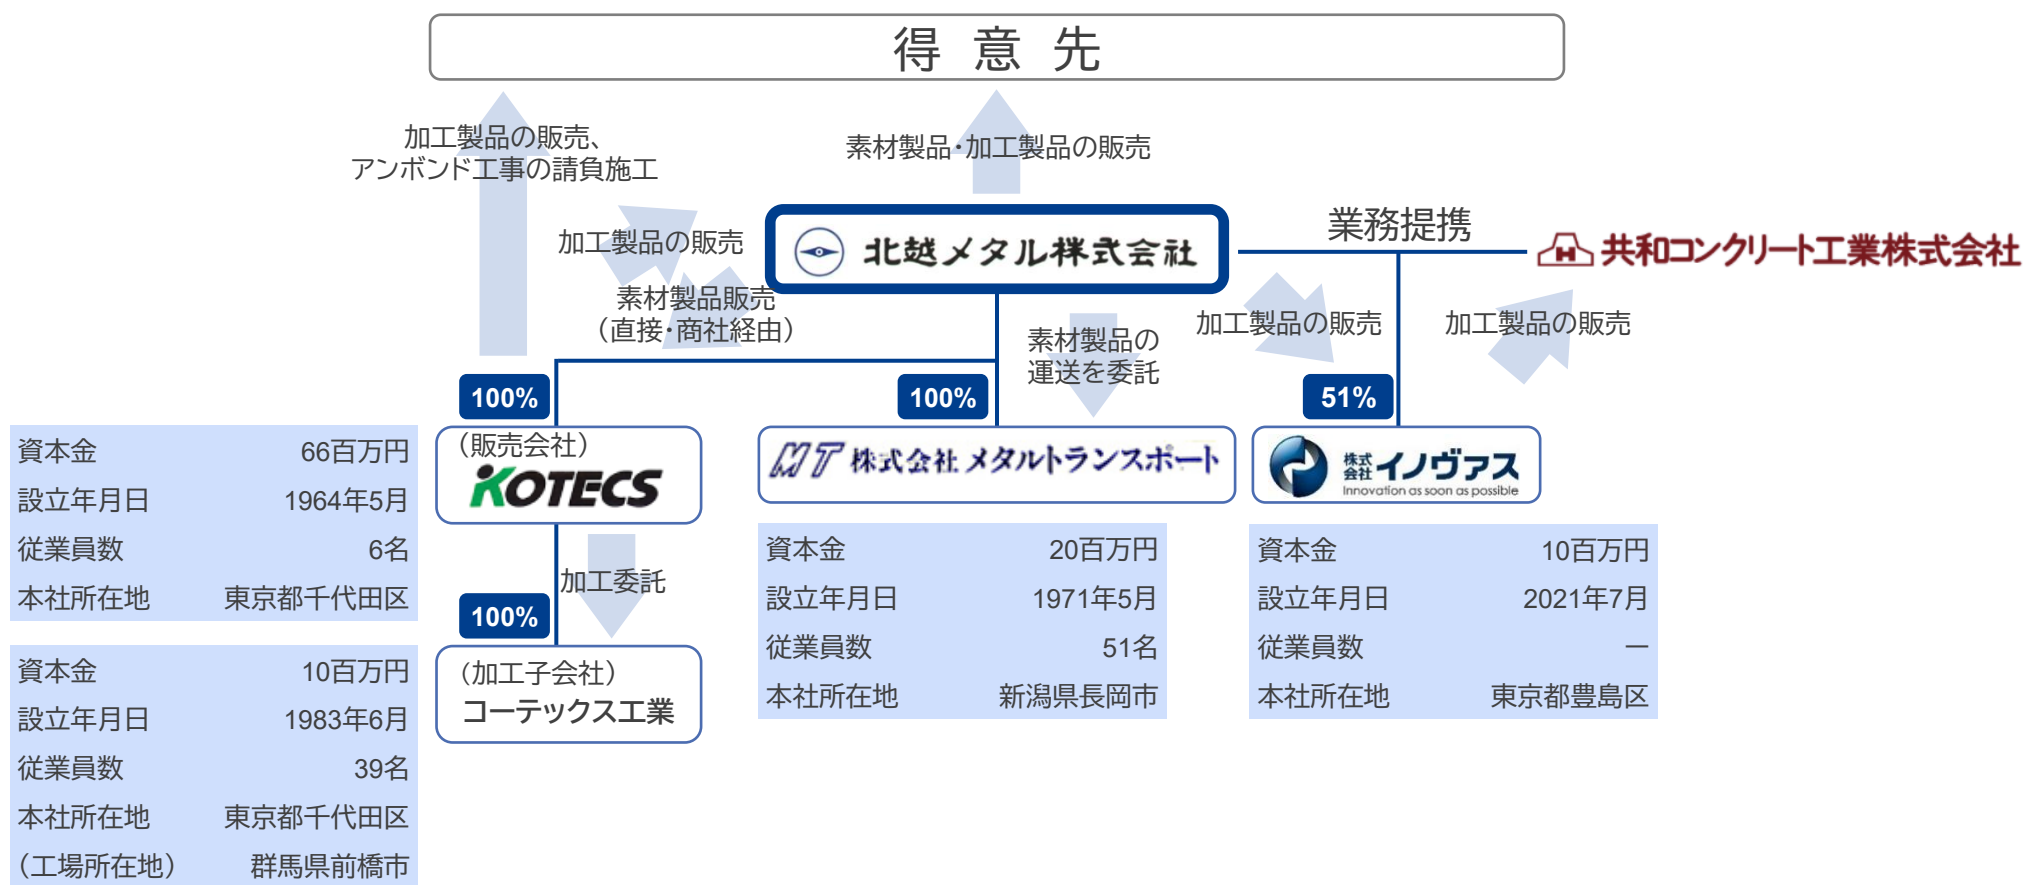 得意先
加工製品の販売、
アンボンド工事の請負施工
素材製品・加工製品の販売
加工製品の販売
北越メタル株式会社
業務提携
共和コンクリート工業株式会社
素材製品販売
（直接・商社経由）
素材製品の
運送を委託
加工製品の販売
加工製品の販売
100%
100%
51%
（販売会社）
KOTECS
MT 株式会社 メタルトランスポート
株式
会社 イノヴァス
Innovation as soon as possible
資本金 66百万円
設立年月日 1964年5月
従業員数 6名
本社所在地 東京都千代田区
加工委託
100%
（加工子会社）
コーテックス工業
資本金 10百万円
設立年月日 1983年6月
従業員数 39名
本社所在地 東京都千代田区
（工場所在地） 群馬県前橋市
資本金 20百万円
設立年月日 1971年5月
従業員数 51名
本社所在地 新潟県長岡市
資本金 10百万円
設立年月日 2021年7月
従業員数 ―
本社所在地 東京都豊島区